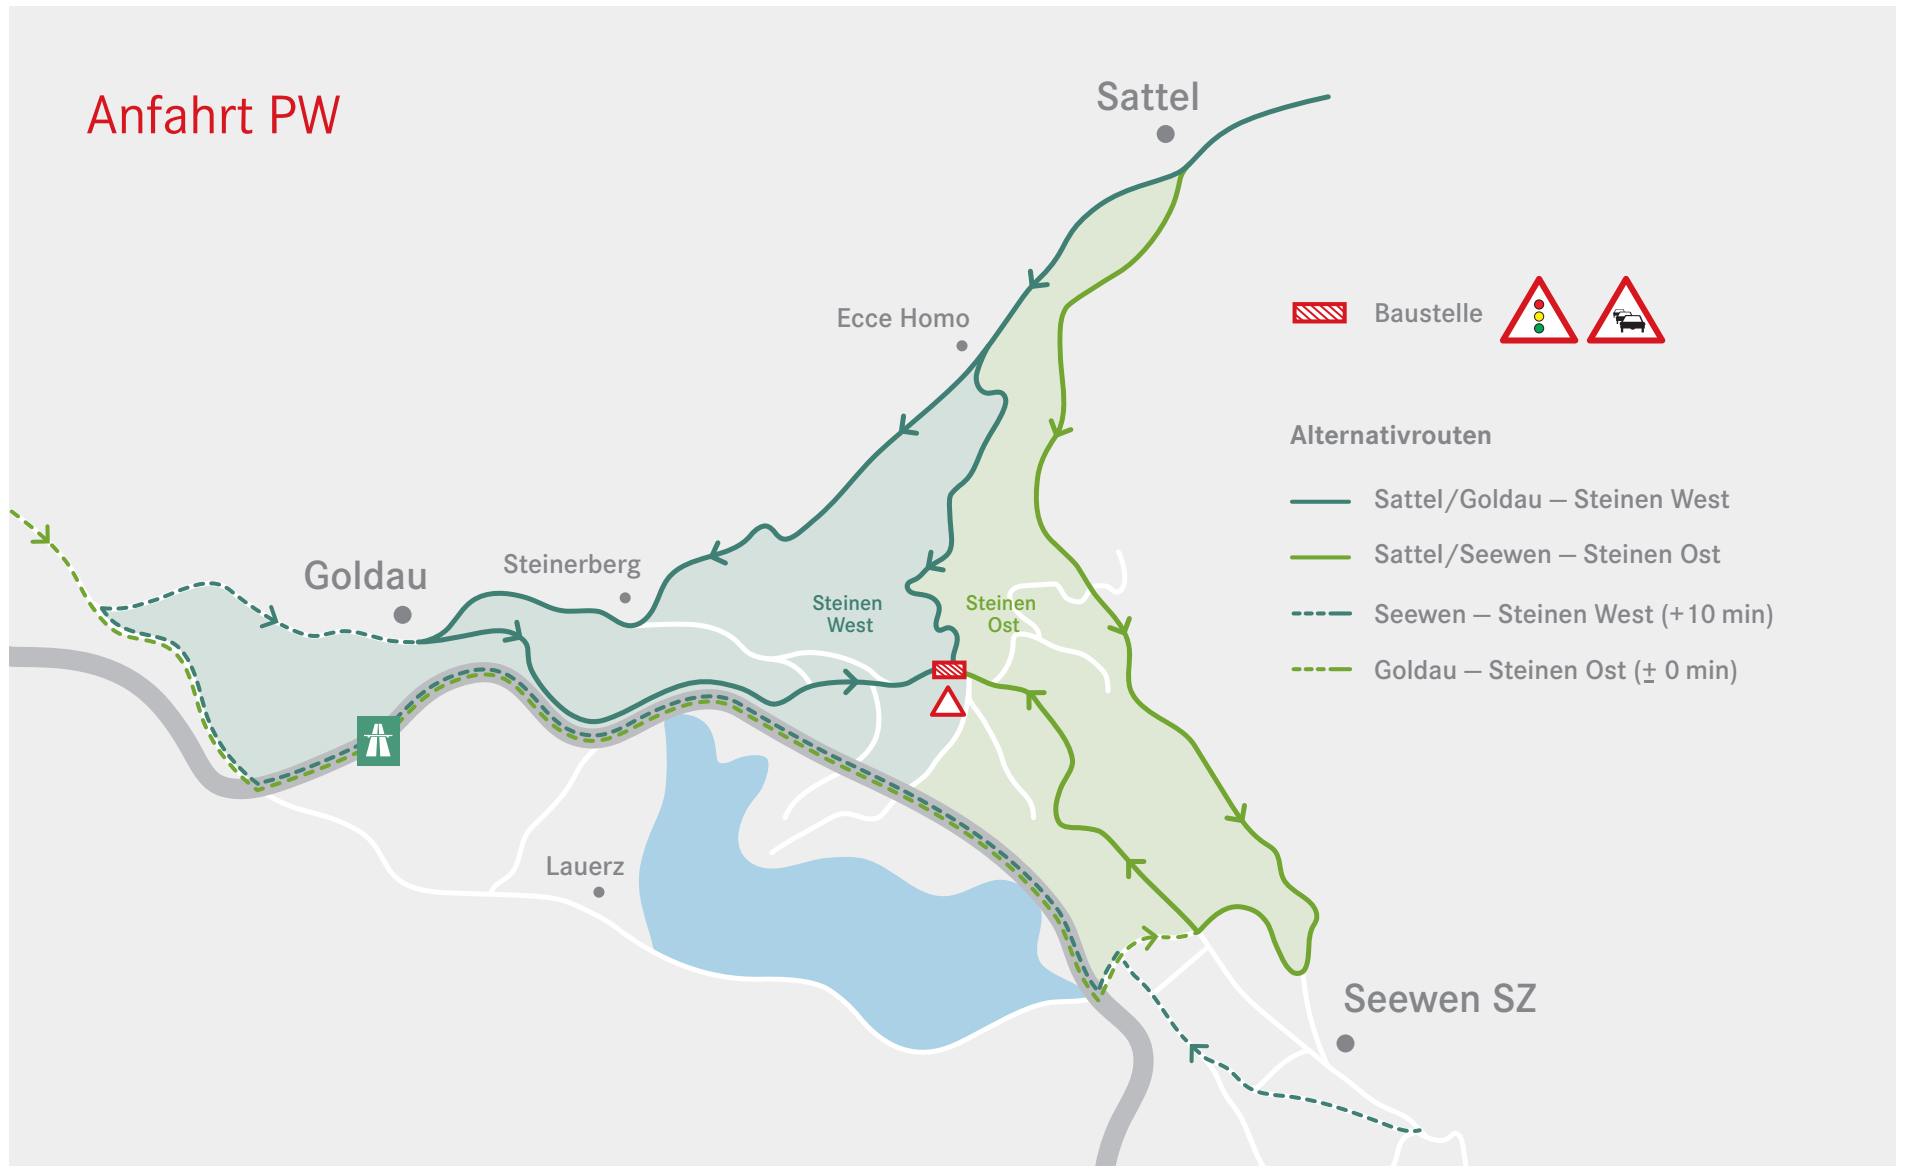 Anfahrt PW
Sattel
Ecce Homo
Goldau
Steinerberg
Steinen
West
Steinen
Ost
Lauerz
Seewen SZ
Baustelle
Alternativrouten
Sattel/Goldau – Steinen West
Sattel/Seewen – Steinen Ost
Seewen – Steinen West (+10 min)
Goldau – Steinen Ost (± 0 min)